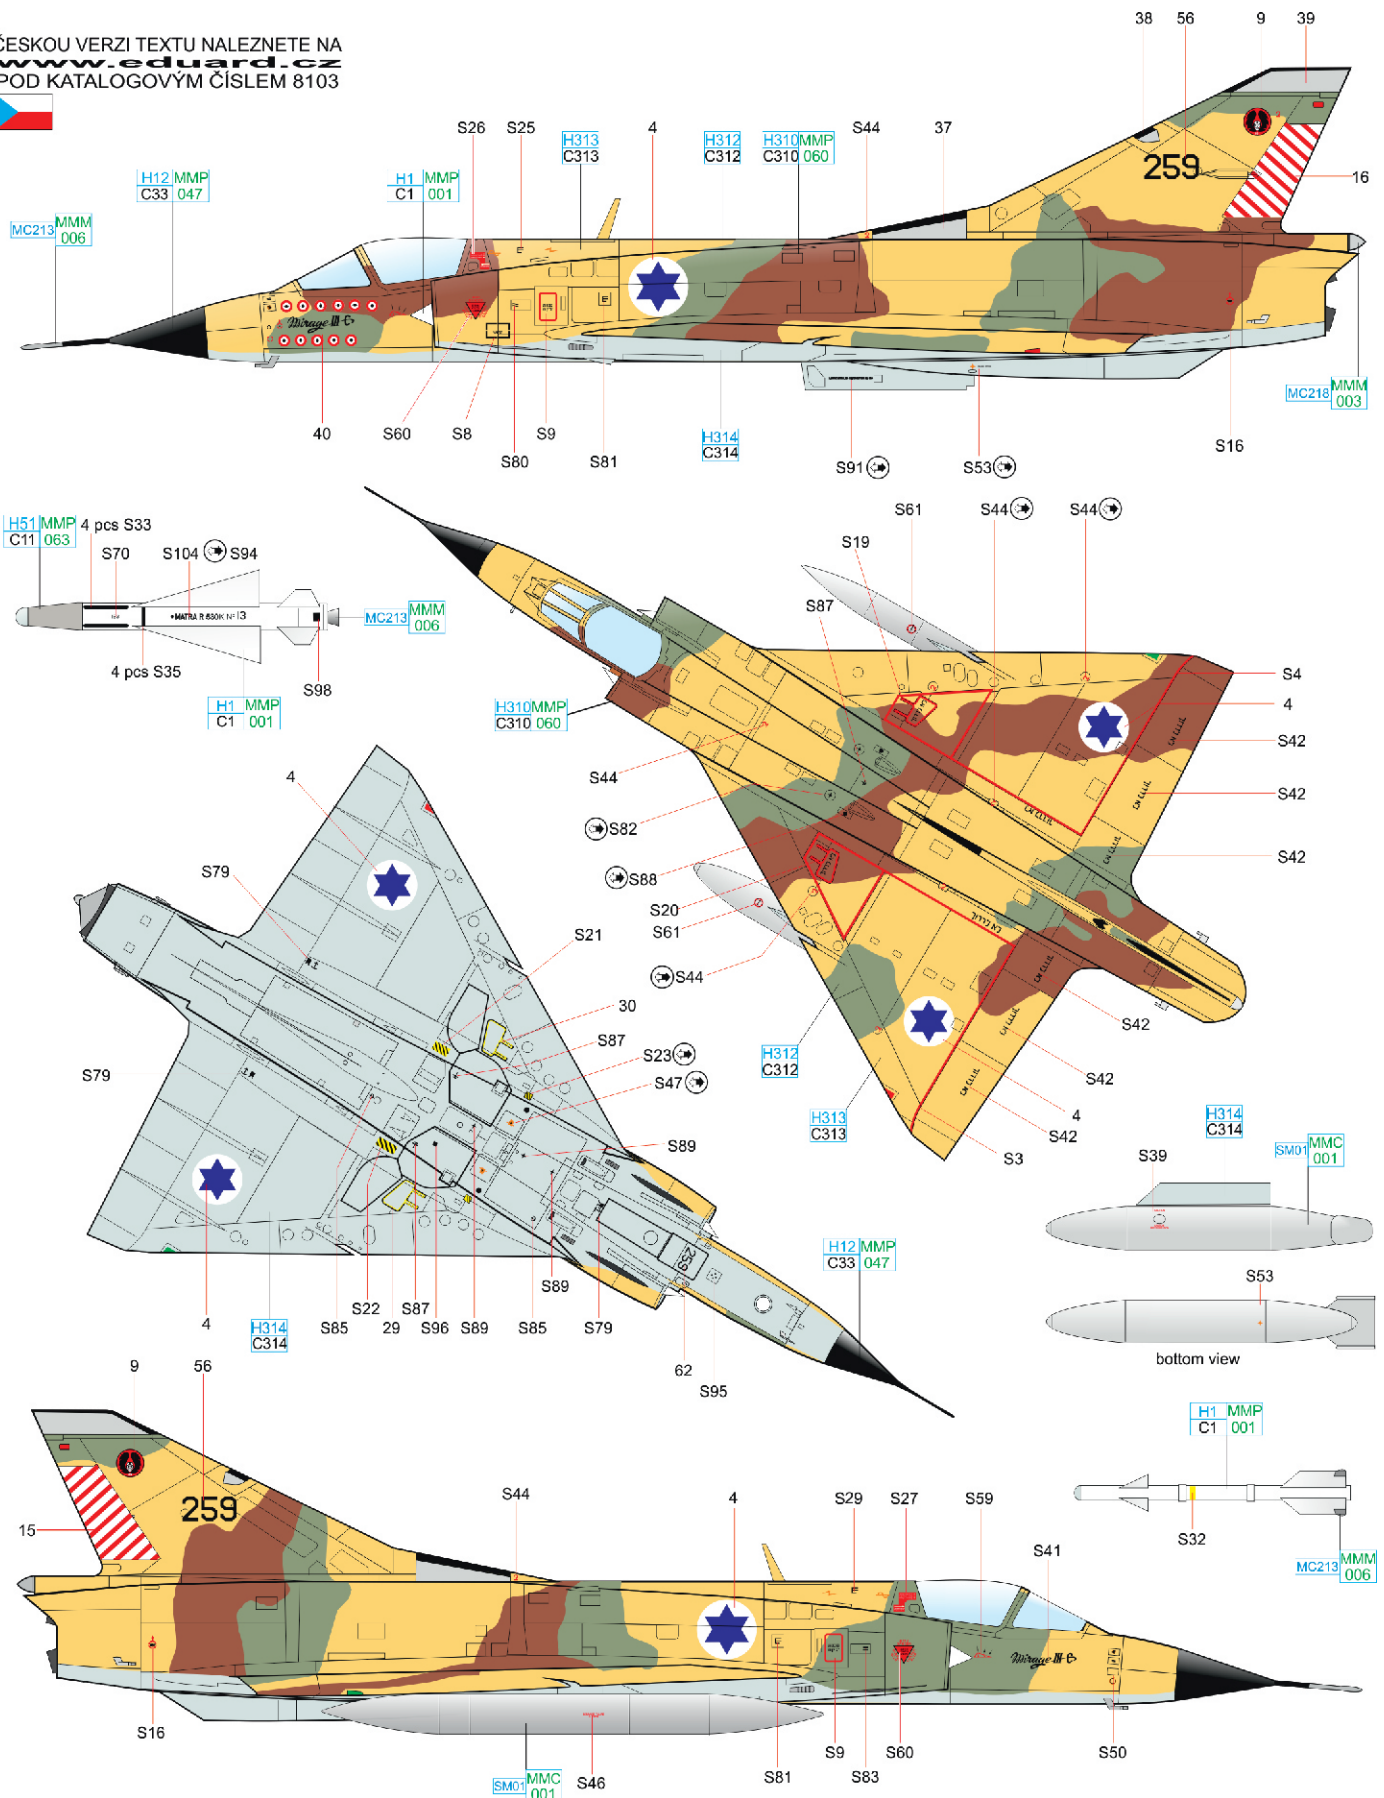 ČESKOU VERZI TEXTU NALEZNETE NA
www.eduard.cz
POD KATALOGOVÝM ČÍSLEM 8103
38 56 9 39
S26 S25 H313 C313 4 H312 C312 H310 C310 MMP 060 S44 37
H12 C33 MMP 047
H1 C1 MMP 001
MC213 MMM 006
259
16
Mirage III-C
MC218 MMM 003
40 S60 S8 S80 S9 S81 H314 C314 S91 S53 S16
H51 C11 MMP 063
4 pcs S33
S70 S104 S94
MATRA R 530K Nº 13
MC213 MMM 006
4 pcs S35
S98
H1 C1 MMP 001
S61 S44 S44
S19
S87
S4
4
S42
S42
S42
H310 C310 MMP 060
S44
S82
S88
S20
S61
S44
S42
S42
4
S42
S3
H312 C312
H313 C313
4
S79
S21
30
S87
S23
S47
S89
S79
4
H314 C314
S85 S22 29 S87 S96 S89 S85 S89 S79
259
62
S95
H12 C33 MMP 047
H314 C314
S39
SM01 MMC 001
S53
bottom view
H1 C1 MMP 001
S32
MC213 MMM 006
9 56
259
15
S44 4 S29 S27 S59 S41
Mirage III-C
S16
SM01 MMC 001
S46 S81 S9 S83 S60 S50